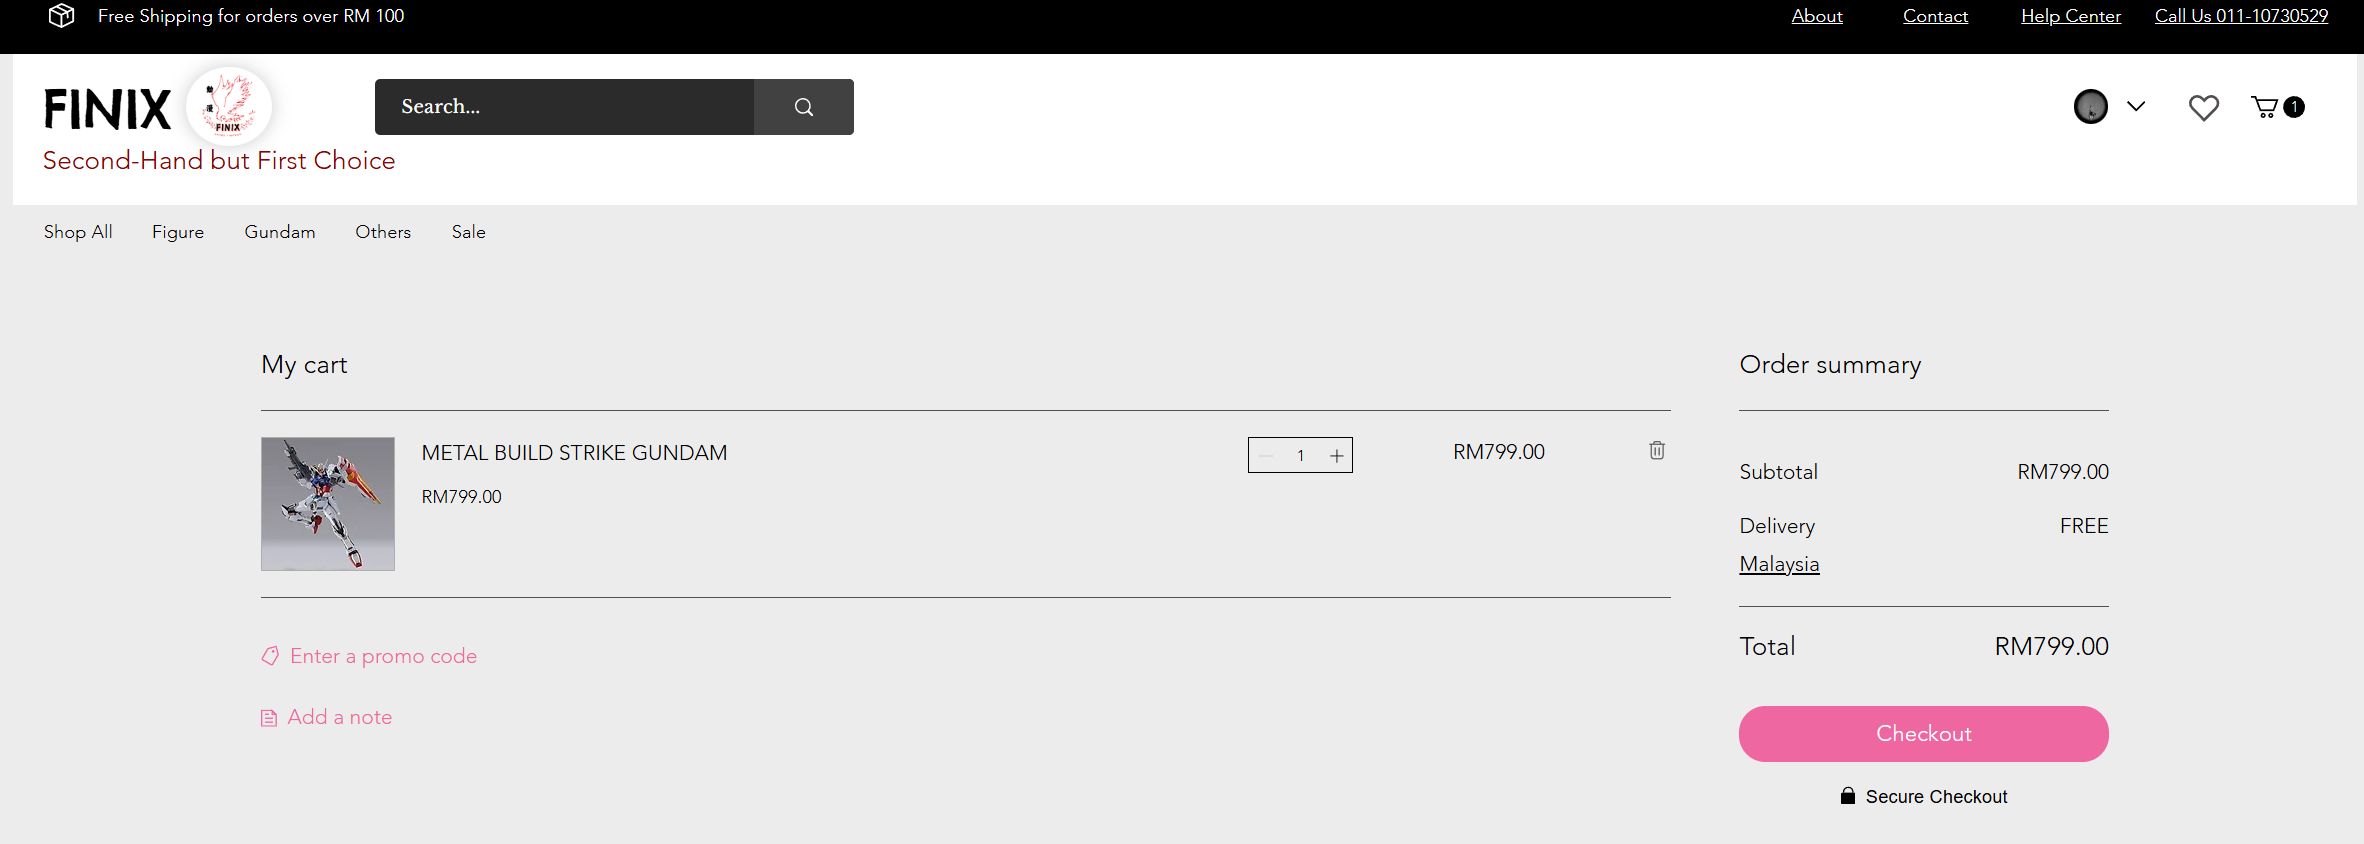 Free Shipping for orders over RM 100
About Contact Help Center Call Us 011-10730529
FINIX
FINIX
Search...
1
Second-Hand but First Choice
Shop All Figure Gundam Others Sale
My cart
METAL BUILD STRIKE GUNDAM
RM799.00
1
RM799.00
Enter a promo code
Add a note
Order summary
Subtotal RM799.00
Delivery FREE
Malaysia
Total RM799.00
Checkout
Secure Checkout